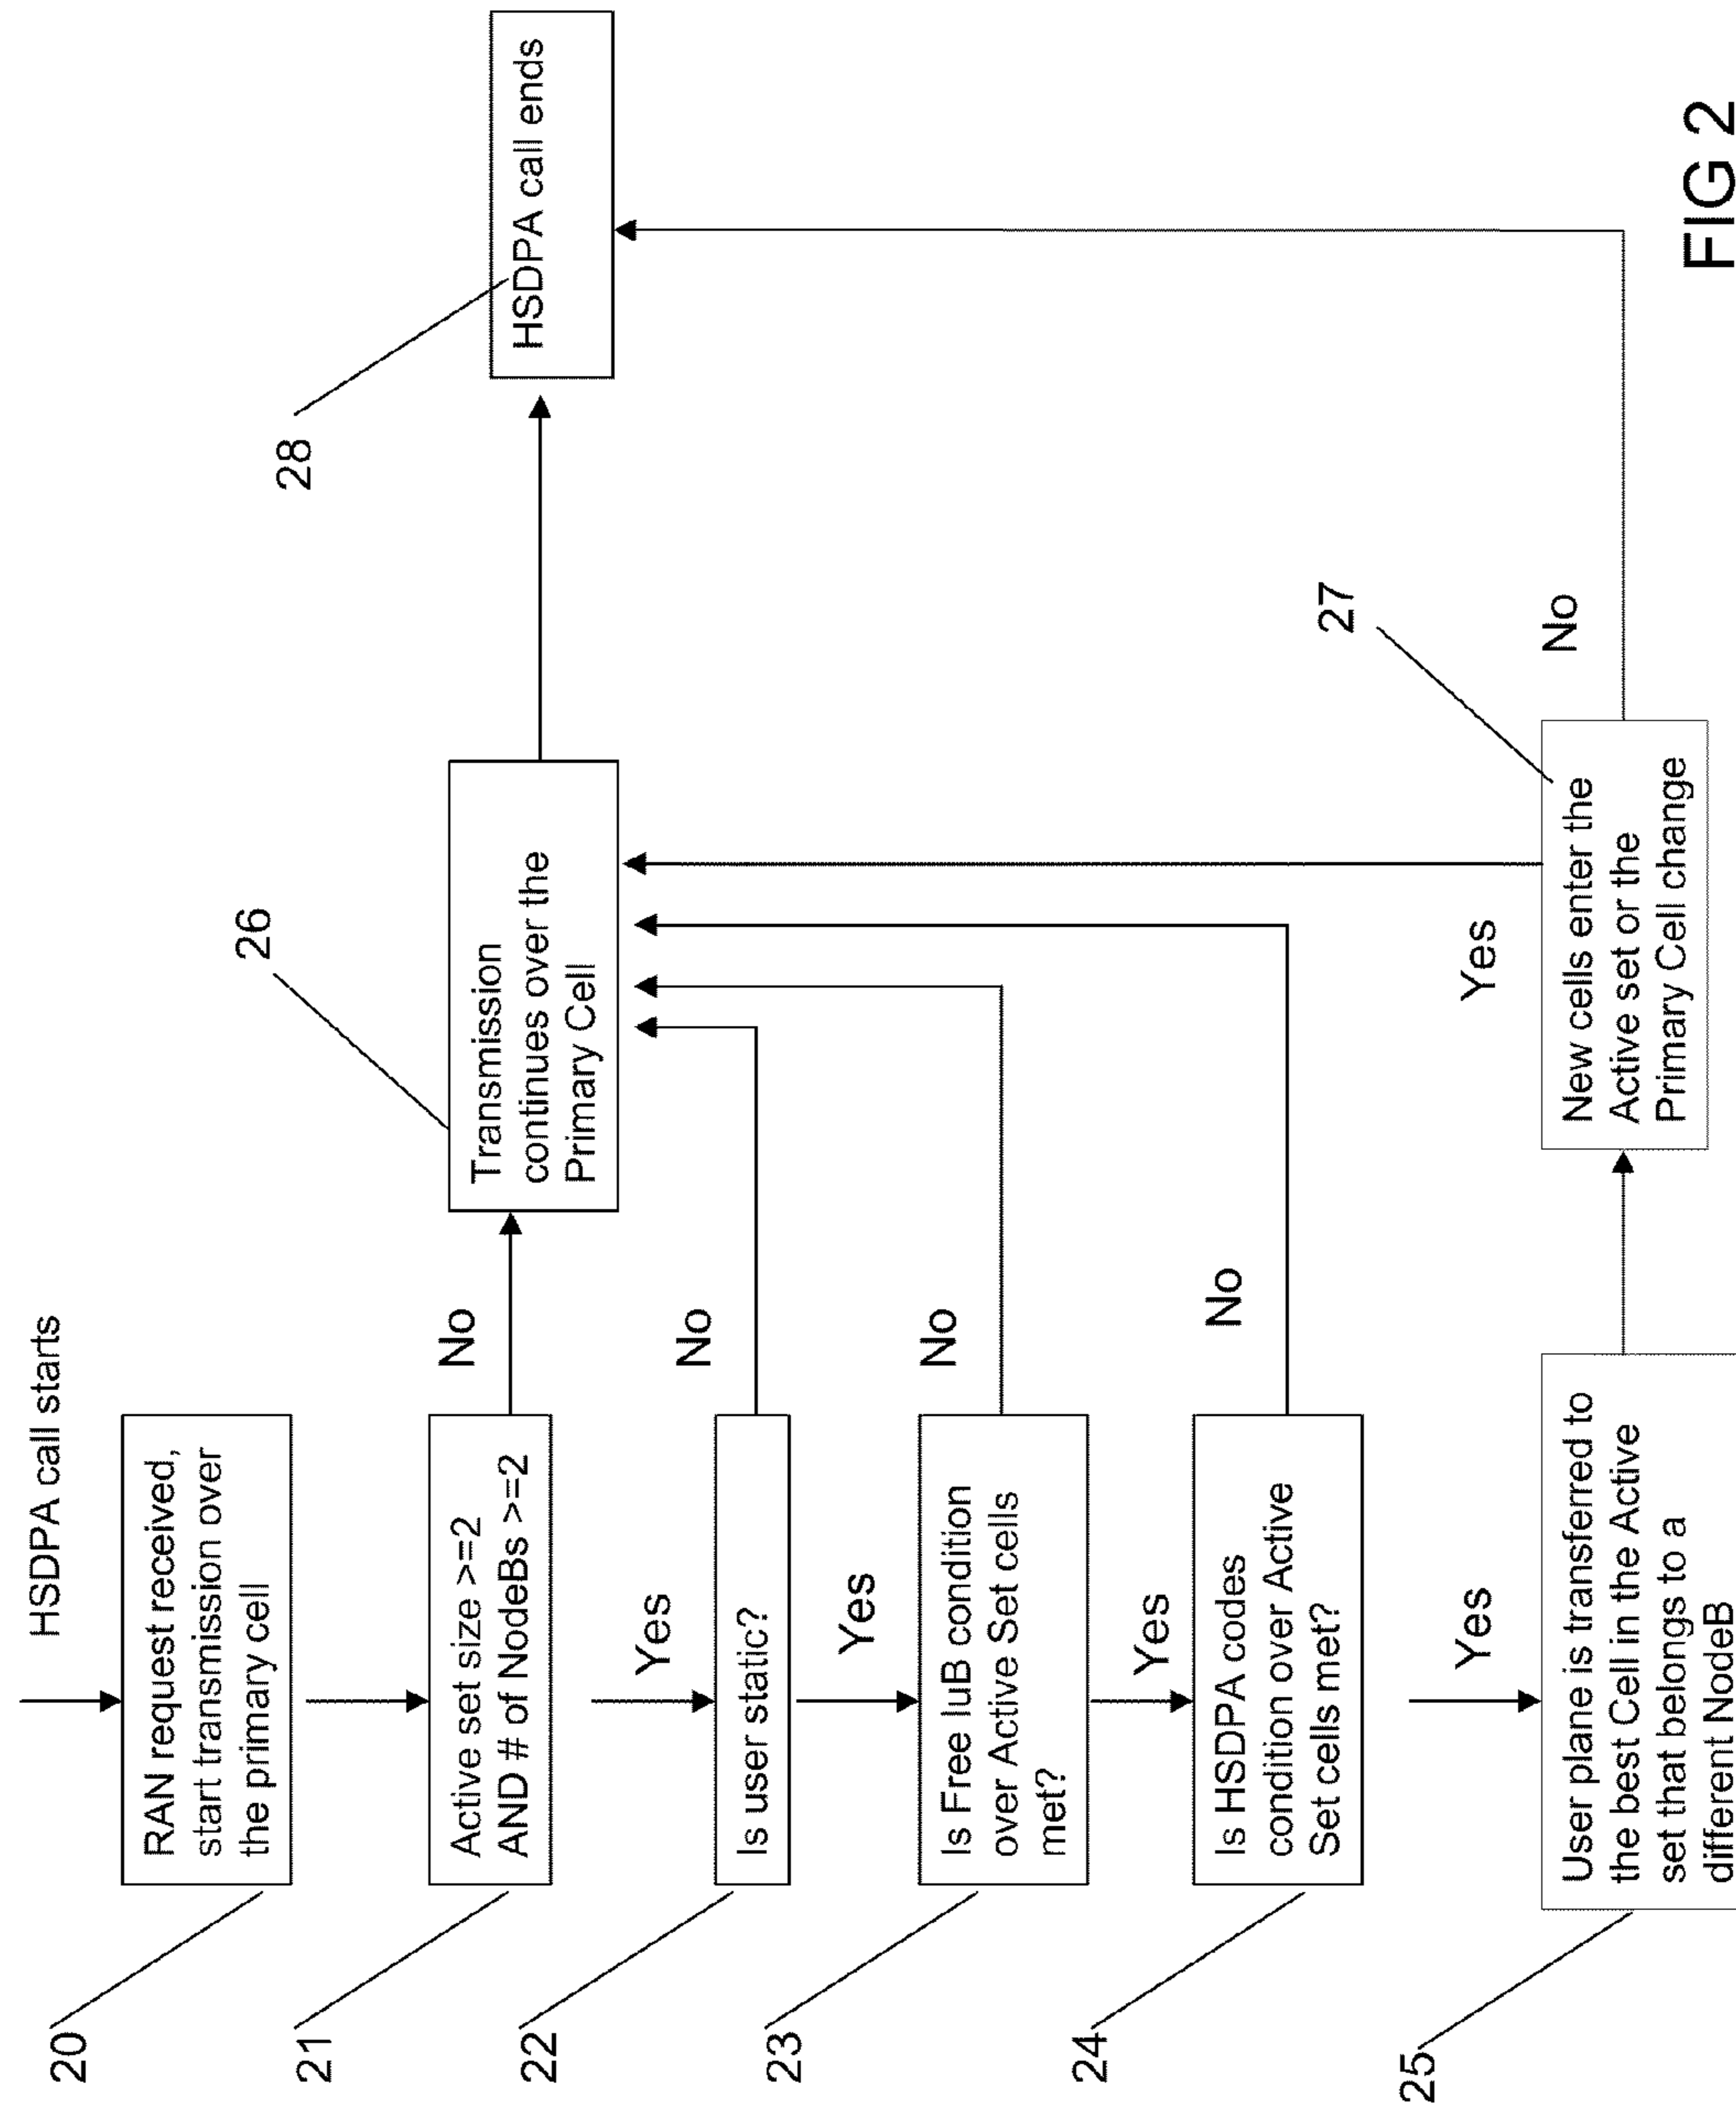 HSDPA call starts
20
RAN request received,
start transmission over
the primary cell
21
Active set size >=2
AND # of NodeBs >=2
No
26
Transmission
continues over the
Primary Cell
28
HSDPA call ends
Yes
22
Is user static?
No
Yes
23
Is Free IuB condition
over Active Set cells
met?
No
Yes
24
Is HSDPA codes
condition over Active
Set cells met?
No
Yes
25
User plane is transferred to
the best Cell in the Active
set that belongs to a
different NodeB
Yes
27
New cells enter the
Active set or the
Primary Cell change
No
FIG 2